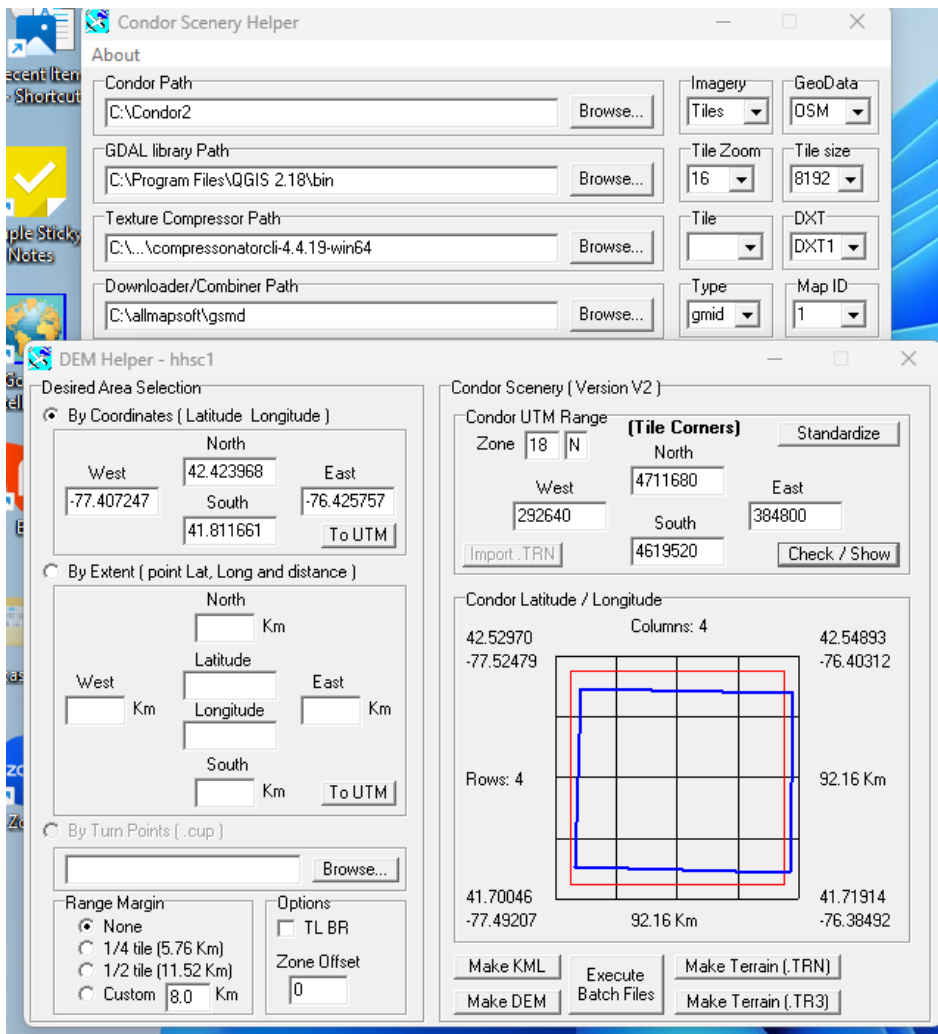 ecent Item
- Shortcut
Condor Scenery Helper
About
Condor Path
C:\Condor2
Browse...
Imagery
Tiles
GeoData
OSM
GDAL library Path
C:\Program Files\QGIS 2.18\bin
Browse...
Tile Zoom
16
Tile size
8192
ple Sticky
Notes
Texture Compressor Path
C:\...\compressonatorcli-4.4.19-win64
Browse...
Tile
DXT
DXT1
Downloader/Combiner Path
C:\allmapsoft\gsmd
Browse...
Type
gmid
Map ID
1
DEM Helper - hhsc1
Desired Area Selection
By Coordinates ( Latitude Longitude )
North
West
42.423968
East
-77.407247
South
-76.425757
41.811661
To UTM
By Extent ( point Lat, Long and distance )
North
Km
Latitude
West
East
Km
Longitude
Km
South
Km
To UTM
By Turn Points ( .cup )
Browse...
Range Margin
None
1/4 tile (5.76 Km)
1/2 tile (11.52 Km)
Custom
8.0
Km
Options
TL BR
Zone Offset
0
Condor Scenery ( Version V2 )
Condor UTM Range
Zone 18 N
(Tile Corners)
Standardize
North
West
4711680
East
292640
South
384800
Import .TRN
4619520
Check / Show
Condor Latitude / Longitude
42.52970
-77.52479
Columns: 4
42.54893
-76.40312
Rows: 4
92.16 Km
41.70046
-77.49207
92.16 Km
41.71914
-76.38492
Make KML
Execute
Batch Files
Make Terrain (.TRN)
Make DEM
Make Terrain (.TR3)